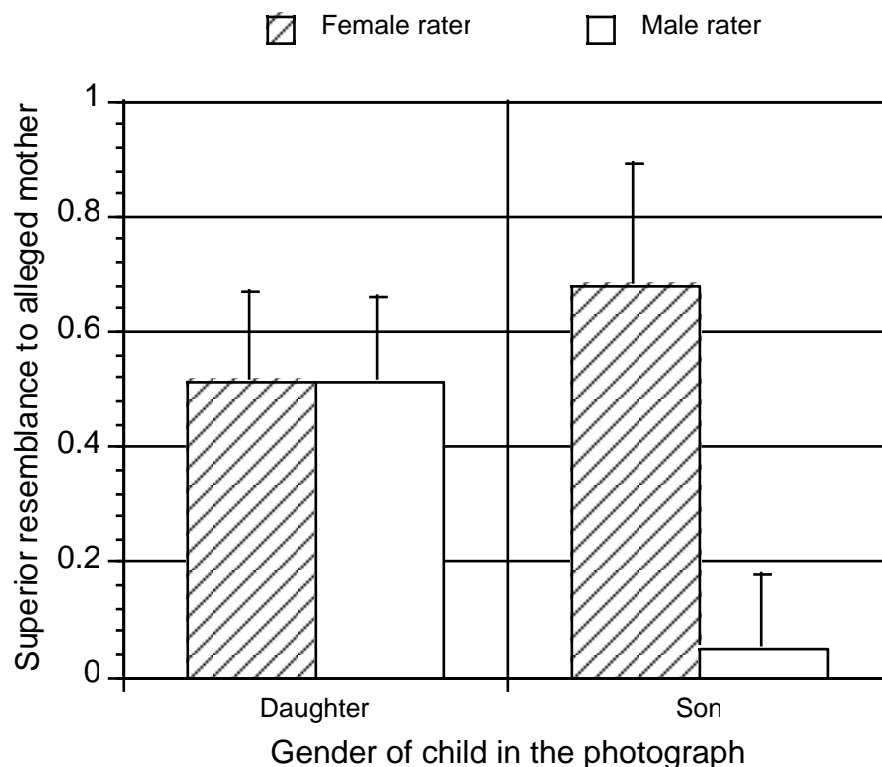 Female rater
Male rater
Superior resemblance to alleged mother
1
0.8
0.6
0.4
0.2
0
Daughter
Son
Gender of child in the photograph